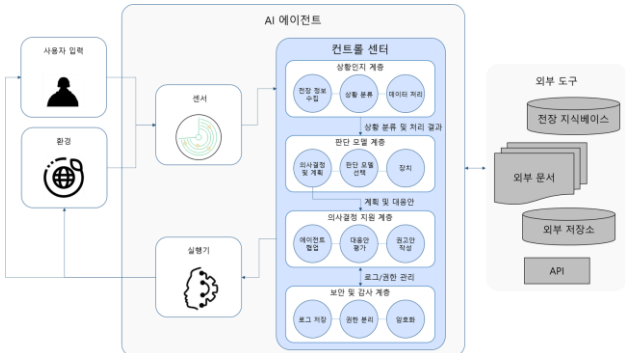 AI 에이전트
사용자 입력
환경
센서
실행기
컨트롤 센터
상황인지 계층
전장 정보
수집
상황 분류
데이터 처리
상황 분류 및 처리 결과
판단 모델 계층
의사결정
및 계획
판단 모델
선택
장치
계획 및 대응안
의사결정 지원 계층
에이전트
협업
대응안
평가
권고안
작성
로그/권한 관리
보안 및 감사 계층
로그 저장
권한 분리
암호화
외부 도구
전장 지식베이스
외부 문서
외부 저장소
API